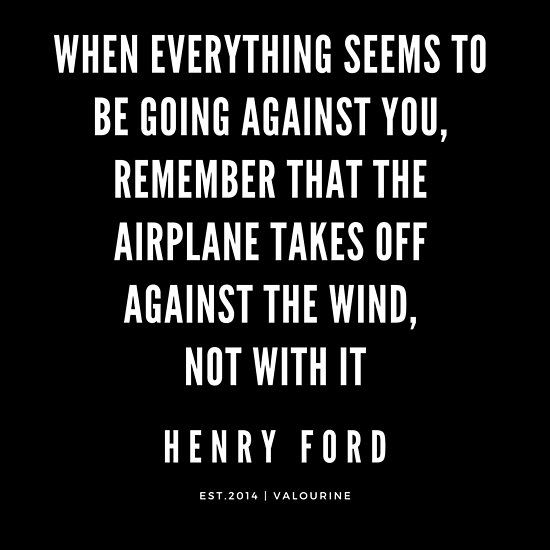 WHEN EVERYTHING SEEMS TO
BE GOING AGAINST YOU,
REMEMBER THAT THE
AIRPLANE TAKES OFF
AGAINST THE WIND,
NOT WITH IT
HENRY FORD
EST.2014 | VALOURINE